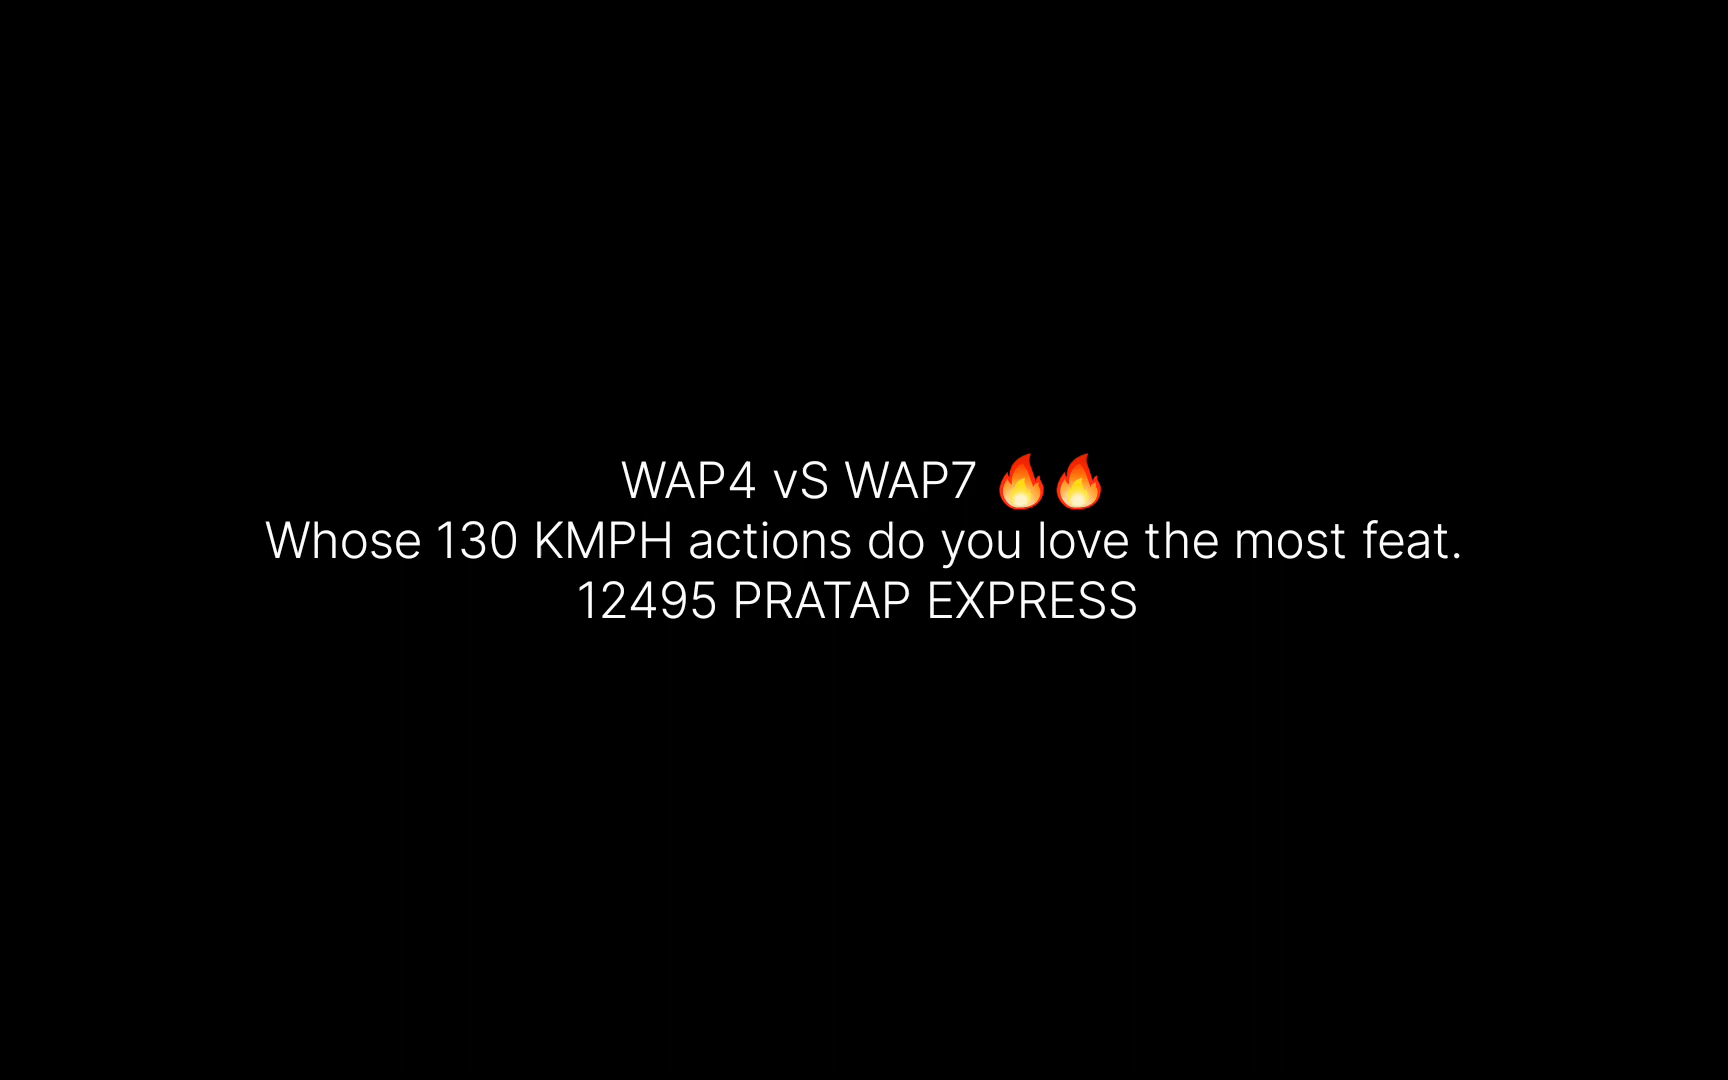 WAP4 vS WAP7 🔥🔥
Whose 130 KMPH actions do you love the most feat.
12495 PRATAP EXPRESS